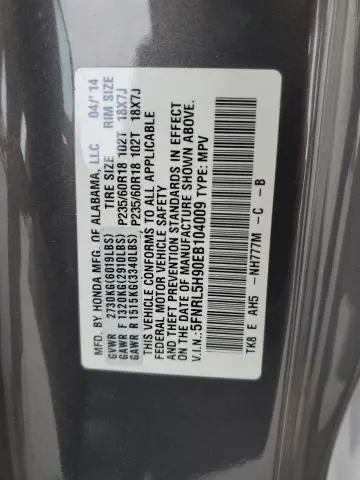 MFD. BY HONDA MFG. OF ALABAMA, LLC 04/'14
TIRE SIZE RIM SIZE
GVWR 2730KG(6019LBS)
GAWR F 1320KG(2910LBS) P235/60R18 102T 18X7J
GAWR R 1515KG(3340LBS) P235/60R18 102T 18X7J
THIS VEHICLE CONFORMS TO ALL APPLICABLE
FEDERAL MOTOR VEHICLE SAFETY
AND THEFT PREVENTION STANDARDS IN EFFECT
ON THE DATE OF MANUFACTURE SHOWN ABOVE.
V.I.N.:5FNRL5H90EB104009 TYPE: MPV
TK8 E AH5 -NH777M -C -B